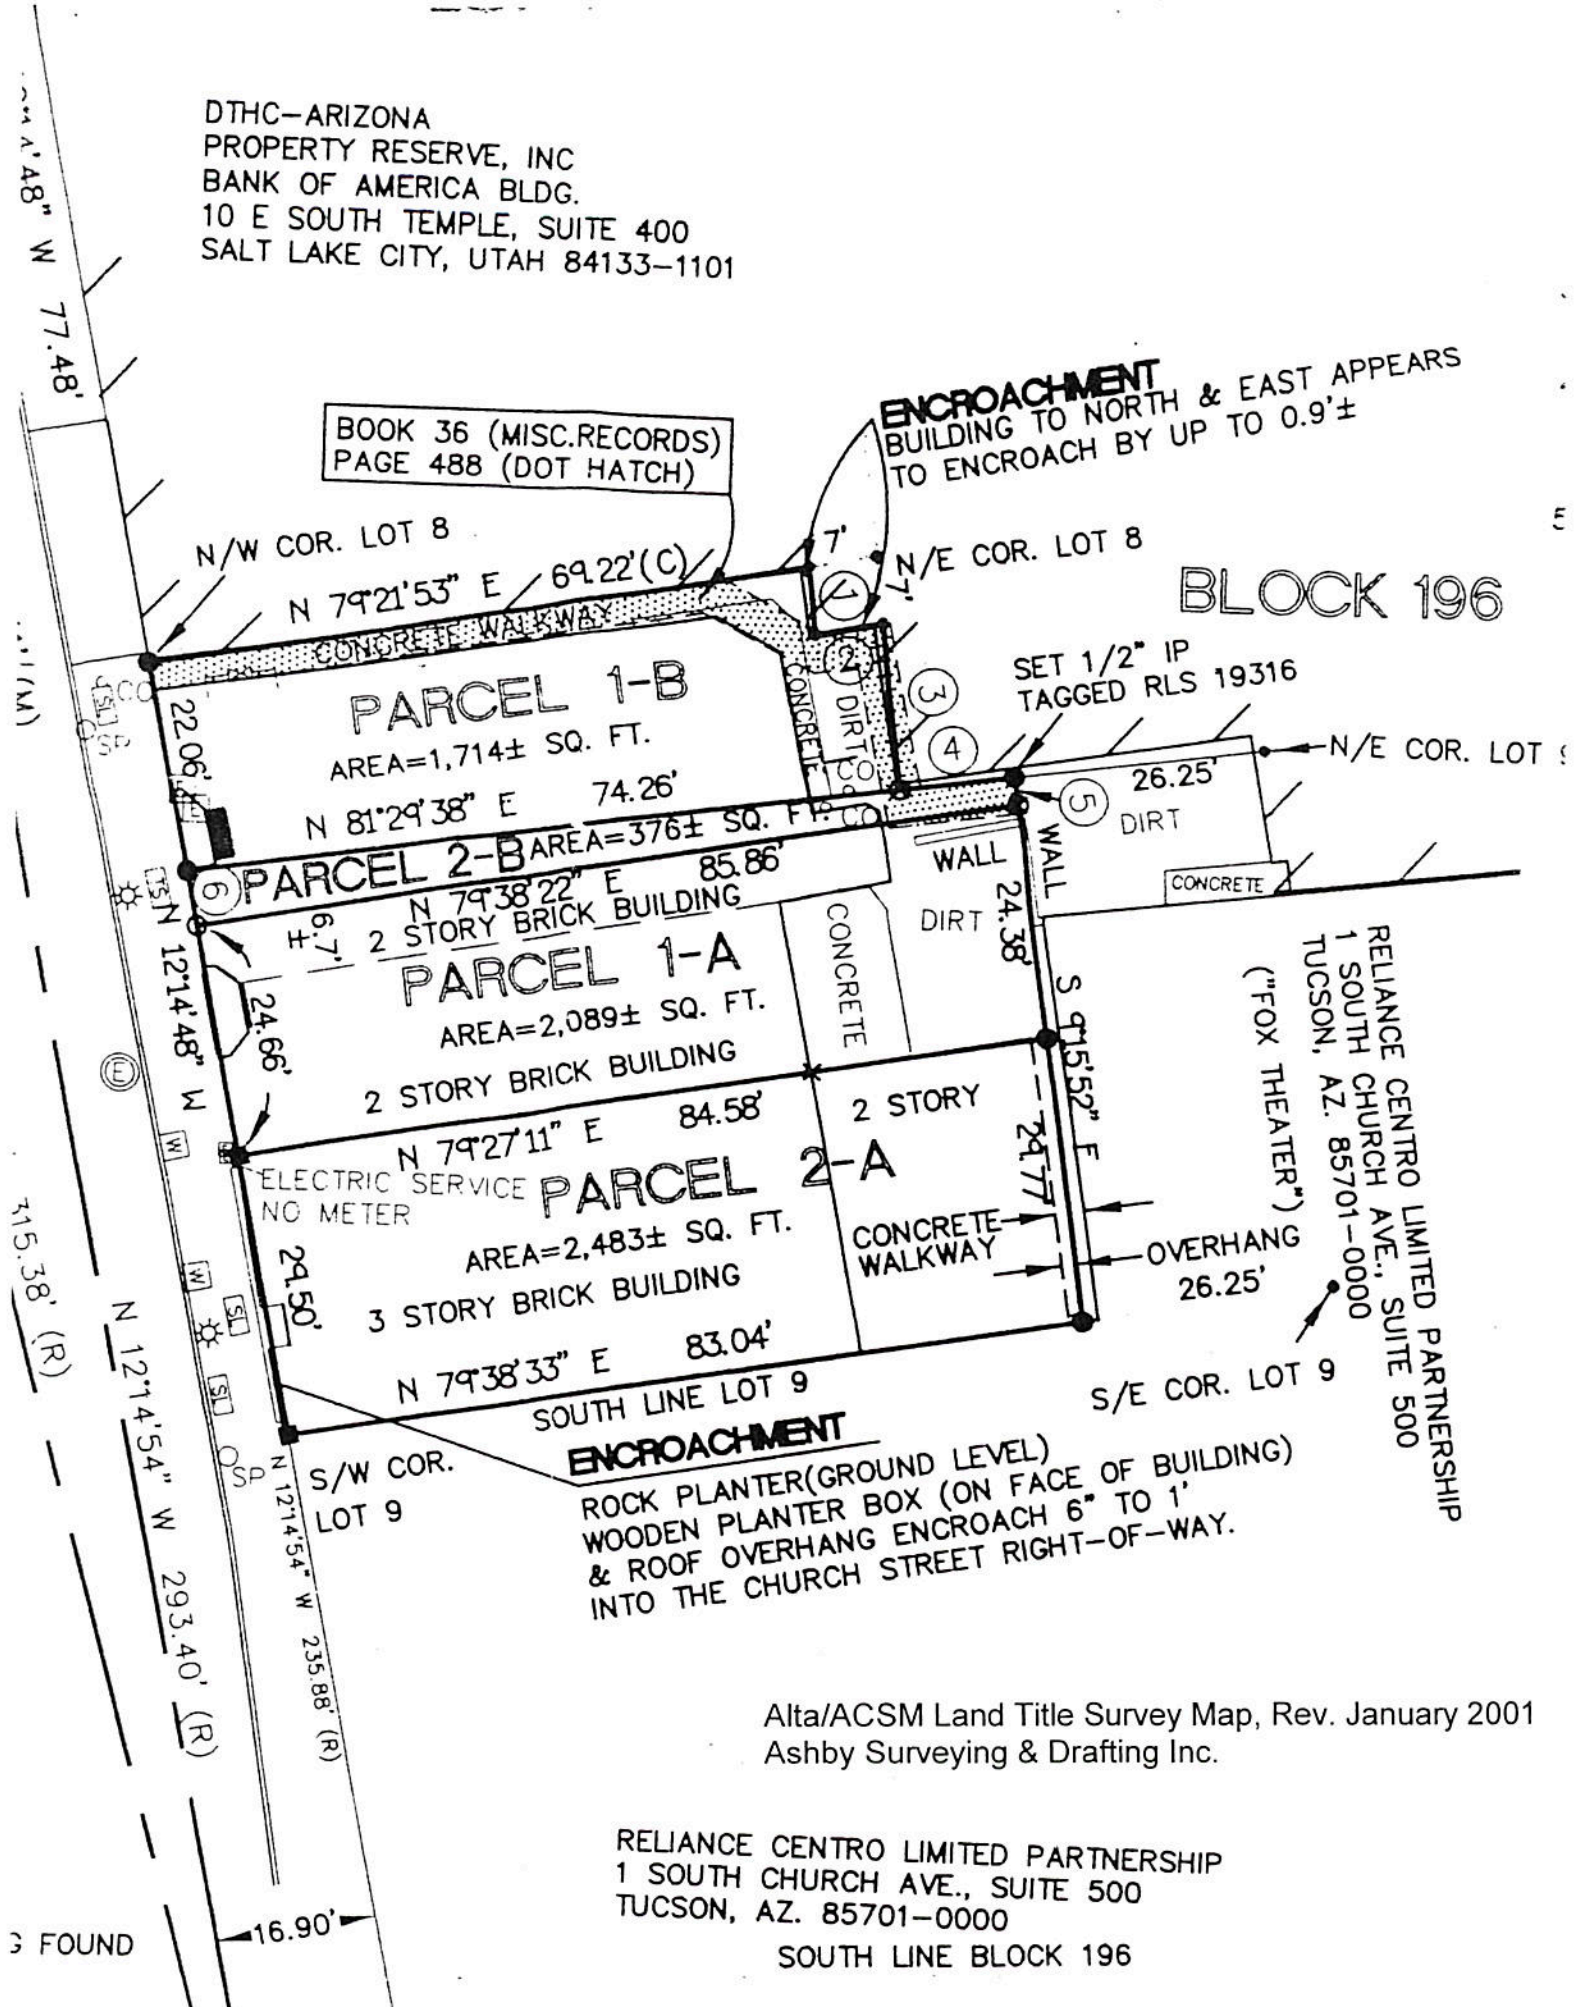 DTHC-ARIZONA
PROPERTY RESERVE, INC
BANK OF AMERICA BLDG.
10 E SOUTH TEMPLE, SUITE 400
SALT LAKE CITY, UTAH 84133-1101
48" W 77.48'
BOOK 36 (MISC.RECORDS)
PAGE 488 (DOT HATCH)
ENCROACHMENT
BUILDING TO NORTH & EAST APPEARS
TO ENCROACH BY UP TO 0.9'±
N/W COR. LOT 8
N 79°21'53" E 69.22'(C)
7'
N/E COR. LOT 8
7'
BLOCK 196
CONCRETE WALKWAY
1
2
3
4
5
6
SET 1/2" IP
TAGGED RLS 19316
N/E COR. LOT 9
(M)
SL
CO
SP
22.06'
PARCEL 1-B
AREA=1,714± SQ. FT.
CONCRETE
DIRT
CO
CO
N 81°29'38" E 74.26'
26.25'
DIRT
CONCRETE
PARCEL 2-B AREA=376± SQ. FT.
N 79°38'22" E 85.86'
WALL
WALL
TS
6.7'
±
2 STORY BRICK BUILDING
PARCEL 1-A
AREA=2,089± SQ. FT.
2 STORY BRICK BUILDING
CONCRETE
DIRT
24.38'
N 12°14'48" W
24.66'
S 9°15'52" E
E
W
RELIANCE CENTRO LIMITED PARTNERSHIP
1 SOUTH CHURCH AVE., SUITE 500
TUCSON, AZ. 85701-0000
("FOX THEATER")
N 79°27'11" E 84.58'
2 STORY
29.77'
ELECTRIC SERVICE
NO METER
PARCEL 2-A
AREA=2,483± SQ. FT.
3 STORY BRICK BUILDING
CONCRETE
WALKWAY
OVERHANG
26.25'
29.50'
W
SL
SL
SP
N 79°38'33" E 83.04'
SOUTH LINE LOT 9
S/E COR. LOT 9
S/W COR.
LOT 9
315.38' (R)
N 12°14'54" W 293.40' (R)
N 12°14'54" W 235.88' (R)
ENCROACHMENT
ROCK PLANTER(GROUND LEVEL)
WOODEN PLANTER BOX (ON FACE OF BUILDING)
& ROOF OVERHANG ENCROACH 6" TO 1'
INTO THE CHURCH STREET RIGHT-OF-WAY.
Alta/ACSM Land Title Survey Map, Rev. January 2001
Ashby Surveying & Drafting Inc.
RELIANCE CENTRO LIMITED PARTNERSHIP
1 SOUTH CHURCH AVE., SUITE 500
TUCSON, AZ. 85701-0000
SOUTH LINE BLOCK 196
FOUND
16.90'